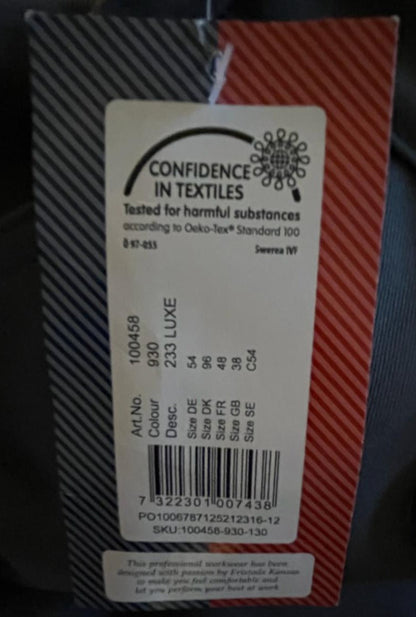 CONFIDENCE
IN TEXTILES
Tested for harmful substances
according to Oeko-Tex® Standard 100
Swerea IVF
Art.No. 100458
Colour 930
Desc. 233 LUXE
Size DE 54
Size DK 96
Size FR 48
Size GB 38
Size SE C54
7 322301 007438
PO1006787125212316-12
SKU:100458-930-130
This professional workwear has been
designed with passion by Fristads Kansas
to make you feel comfortable and
let you perform your best at work